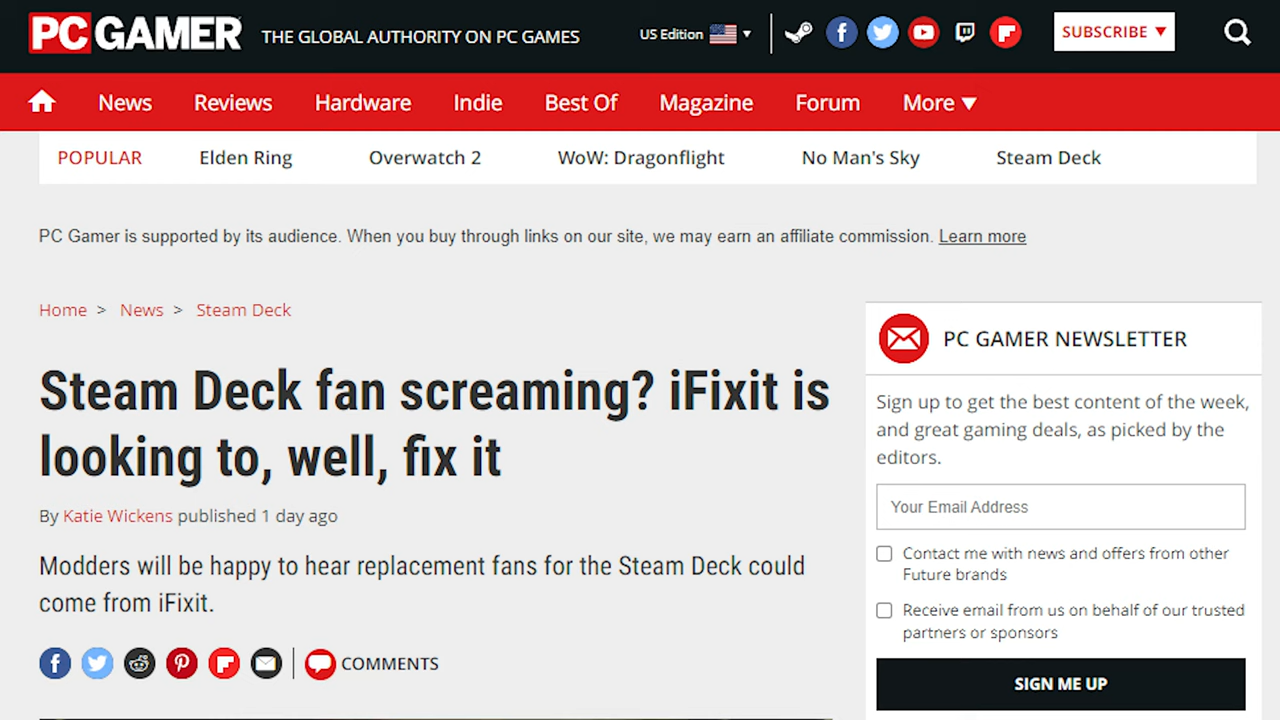 PC GAMER THE GLOBAL AUTHORITY ON PC GAMES US Edition SUBSCRIBE
News Reviews Hardware Indie Best Of Magazine Forum More
POPULAR Elden Ring Overwatch 2 WoW: Dragonflight No Man's Sky Steam Deck
PC Gamer is supported by its audience. When you buy through links on our site, we may earn an affiliate commission. Learn more
Home > News > Steam Deck
Steam Deck fan screaming? iFixit is
looking to, well, fix it
By Katie Wickens published 1 day ago
Modders will be happy to hear replacement fans for the Steam Deck could
come from iFixit.
COMMENTS
PC GAMER NEWSLETTER
Sign up to get the best content of the week,
and great gaming deals, as picked by the
editors.
Your Email Address
Contact me with news and offers from other
Future brands
Receive email from us on behalf of our trusted
partners or sponsors
SIGN ME UP